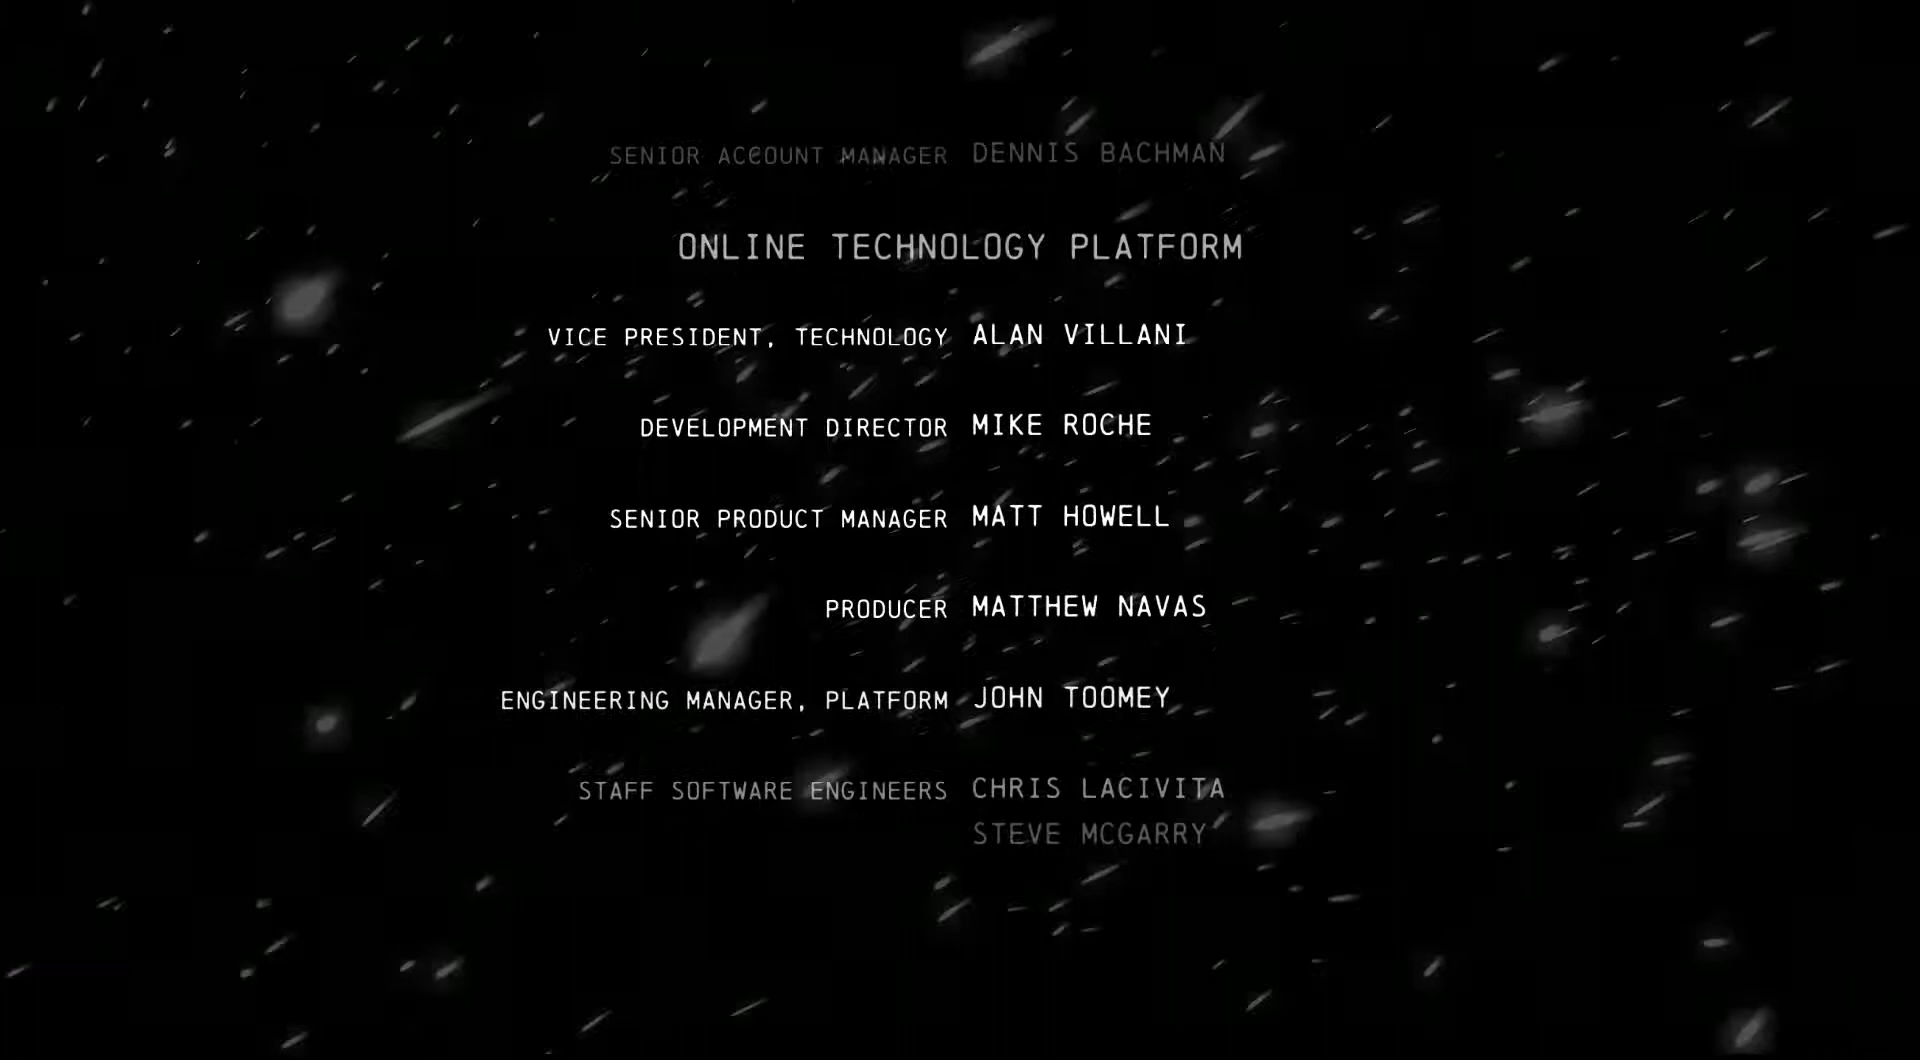 SENIOR ACCOUNT MANAGER DENNIS BACHMAN
ONLINE TECHNOLOGY PLATFORM
VICE PRESIDENT, TECHNOLOGY ALAN VILLANI
DEVELOPMENT DIRECTOR MIKE ROCHE
SENIOR PRODUCT MANAGER MATT HOWELL
PRODUCER MATTHEW NAVAS
ENGINEERING MANAGER, PLATFORM JOHN TOOMEY
STAFF SOFTWARE ENGINEERS CHRIS LACIVITA
STEVE MCGARRY